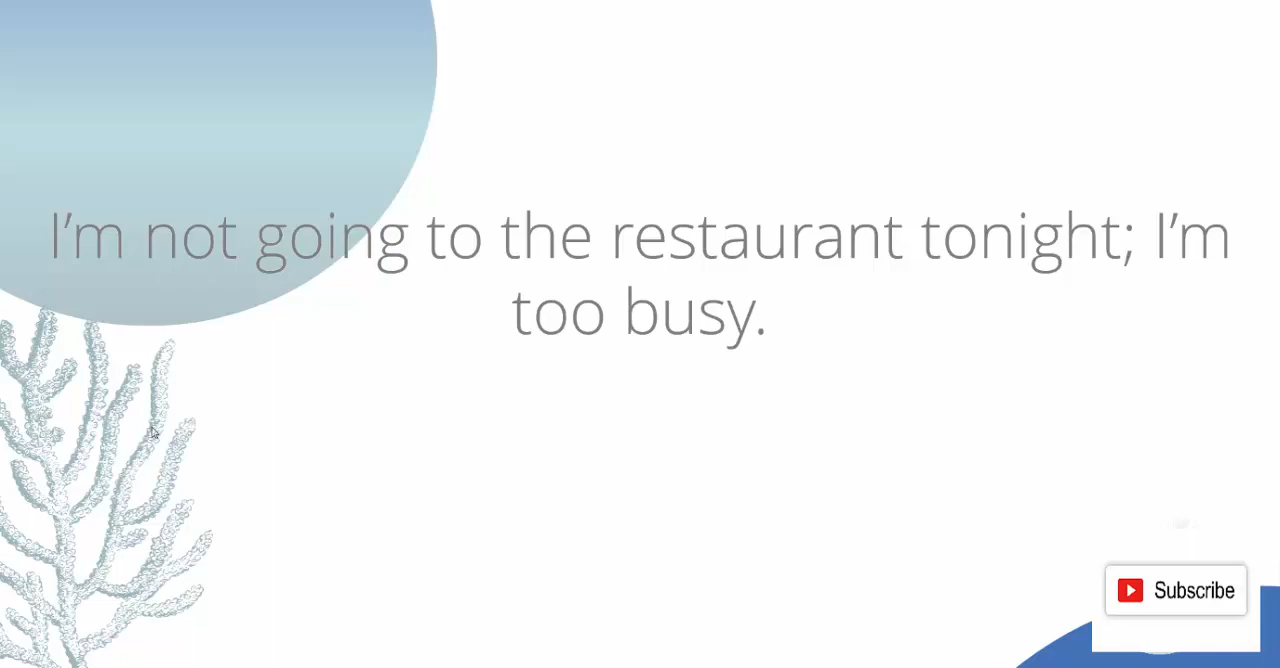 I’m not going to the restaurant tonight; I’m
too busy.
Subscribe